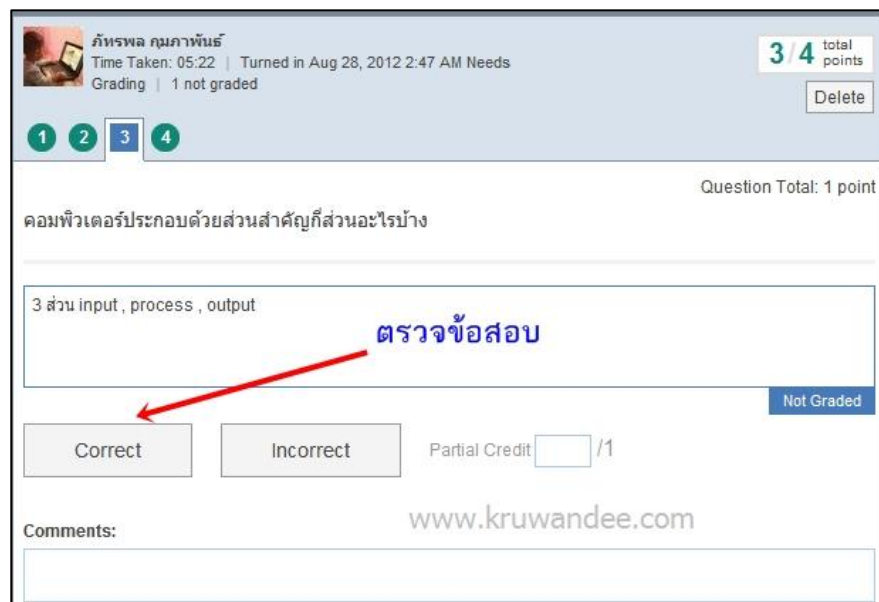 ภัทรพล กุมภาพันธ์
Time Taken: 05:22 | Turned in Aug 28, 2012 2:47 AM Needs
Grading | 1 not graded
3/4 total points
Delete
1 2 3 4
Question Total: 1 point
คอมพิวเตอร์ประกอบด้วยส่วนสำคัญกี่ส่วนอะไรบ้าง
3 ส่วน input , process , output
ตรวจข้อสอบ
Not Graded
Correct Incorrect Partial Credit /1
www.kruwandee.com
Comments: